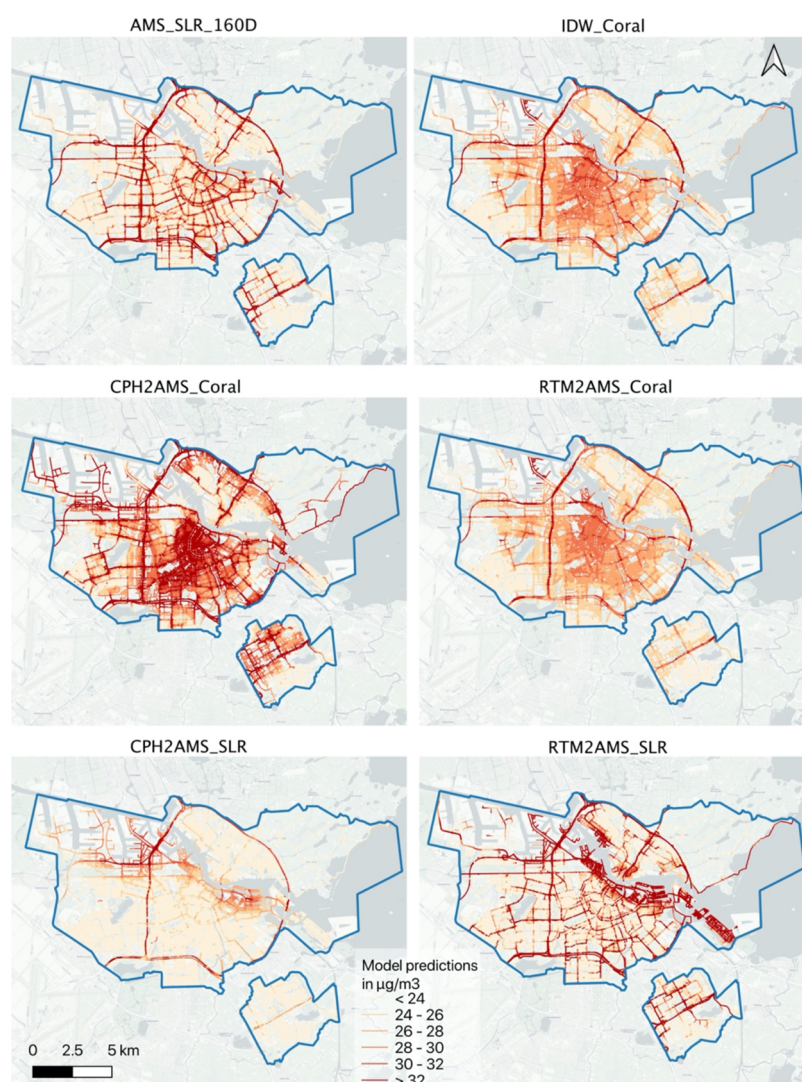 AMS_SLR_160D
IDW_Coral
CPH2AMS_Coral
RTM2AMS_Coral
CPH2AMS_SLR
RTM2AMS_SLR
Model predictions
in µg/m3
< 24
24 - 26
26 - 28
28 - 30
30 - 32
> 32
0 2.5 5 km